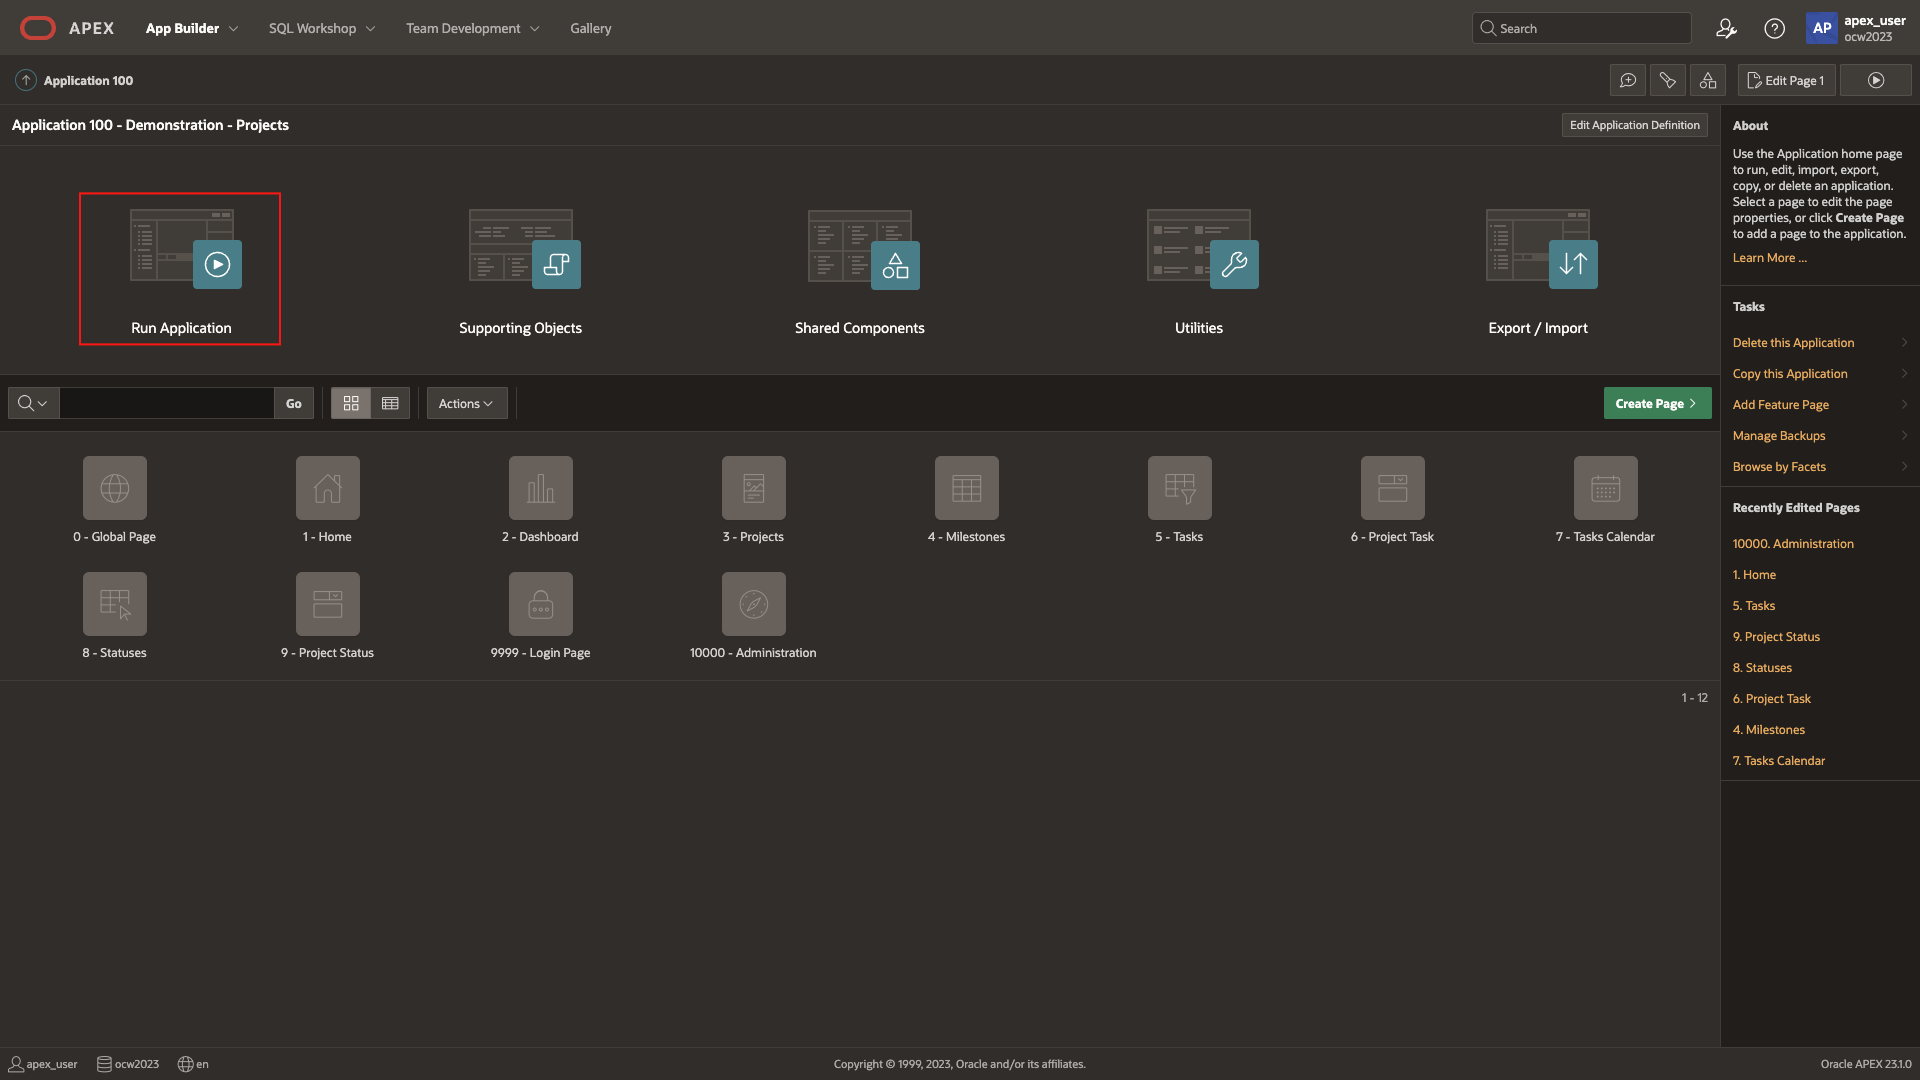 APEX
App Builder
SQL Workshop
Team Development
Gallery
Search
AP
apex_user
ocw2023
Application 100
Edit Page 1
Application 100 - Demonstration - Projects
Edit Application Definition
Run Application
Supporting Objects
Shared Components
Utilities
Export / Import
Go
Actions
Create Page
0 - Global Page
1 - Home
2 - Dashboard
3 - Projects
4 - Milestones
5 - Tasks
6 - Project Task
7 - Tasks Calendar
8 - Statuses
9 - Project Status
9999 - Login Page
10000 - Administration
1 - 12
About
Use the Application home page
to run, edit, import, export,
copy, or delete an application.
Select a page to edit the page
properties, or click Create Page
to add a page to the application.
Learn More ...
Tasks
Delete this Application
Copy this Application
Add Feature Page
Manage Backups
Browse by Facets
Recently Edited Pages
10000. Administration
1. Home
5. Tasks
9. Project Status
8. Statuses
6. Project Task
4. Milestones
7. Tasks Calendar
apex_user
ocw2023
en
Copyright © 1999, 2023, Oracle and/or its affiliates.
Oracle APEX 23.1.0